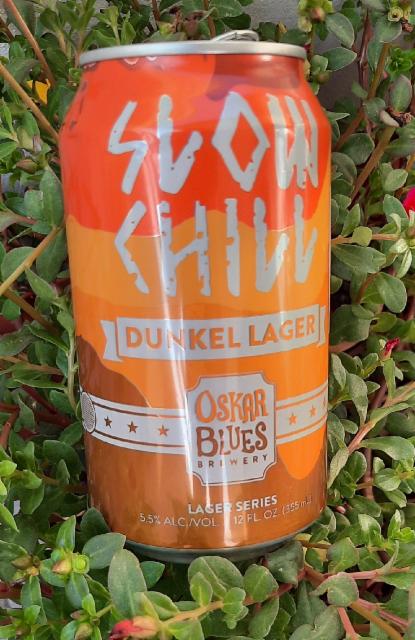 SLOW
CHILL
DUNKEL LAGER
OSKAR
BLUES
BREWERY
LAGER SERIES
5.5% ALC./VOL. 12 FL. OZ. (355 mL)